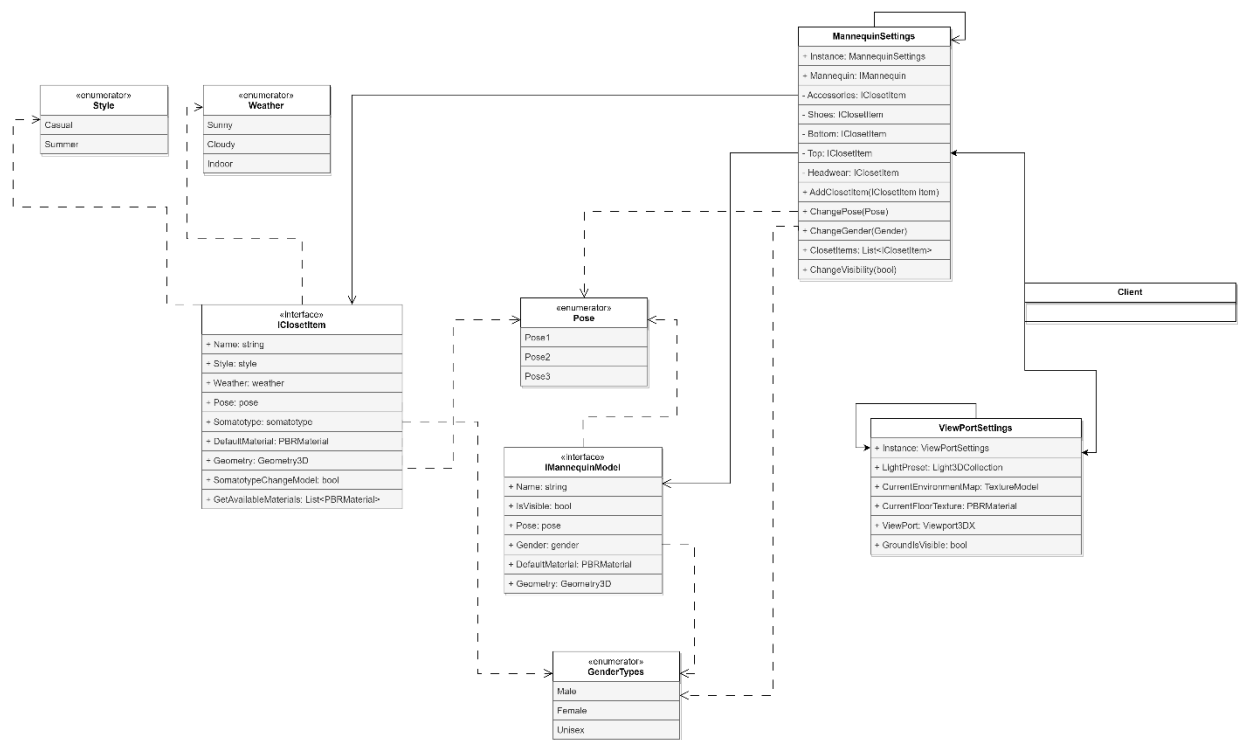 MannequinSettings
+ Instance: MannequinSettings
+ Mannequin: IMannequin
- Accessories: IClosetItem
- Shoes: IClosetItem
- Bottom: IClosetItem
- Top: IClosetItem
- Headwear: IClosetItem
+ AddClosetItem(IClosetItem item)
+ ChangePose(Pose)
+ ChangeGender(Gender)
+ ClosetItems: List<IClosetItem>
+ ChangeVisibility(bool)
«enumerator»
Style
Casual
Summer
«enumerator»
Weather
Sunny
Cloudy
Indoor
Client
«interface»
IClosetItem
+ Name: string
+ Style: style
+ Weather: weather
+ Pose: pose
+ Somatotype: somatotype
+ DefaultMaterial: PBRMaterial
+ Geometry: Geometry3D
+ SomatotypeChangeModel: bool
+ GetAvailableMaterials: List<PBRMaterial>
«enumerator»
Pose
Pose1
Pose2
Pose3
«interface»
IMannequinModel
+ Name: string
+ IsVisible: bool
+ Pose: pose
+ Gender: gender
+ DefaultMaterial: PBRMaterial
+ Geometry: Geometry3D
ViewPortSettings
+ Instance: ViewPortSettings
+ LightPreset: Light3DCollection
+ CurrentEnvironmentMap: TextureModel
+ CurrentFloorTexture: PBRMaterial
+ ViewPort: Viewport3DX
+ GroundIsVisible: bool
«enumerator»
GenderTypes
Male
Female
Unisex